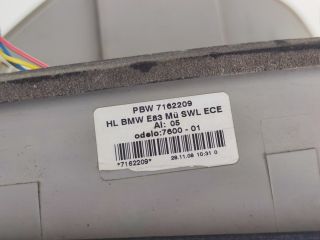 PBW 7162209
HL BMW E83 Mü SWL ECE
AI: 05
odelo:7600 - 01
*7162209*
28.11.08 10:31 0